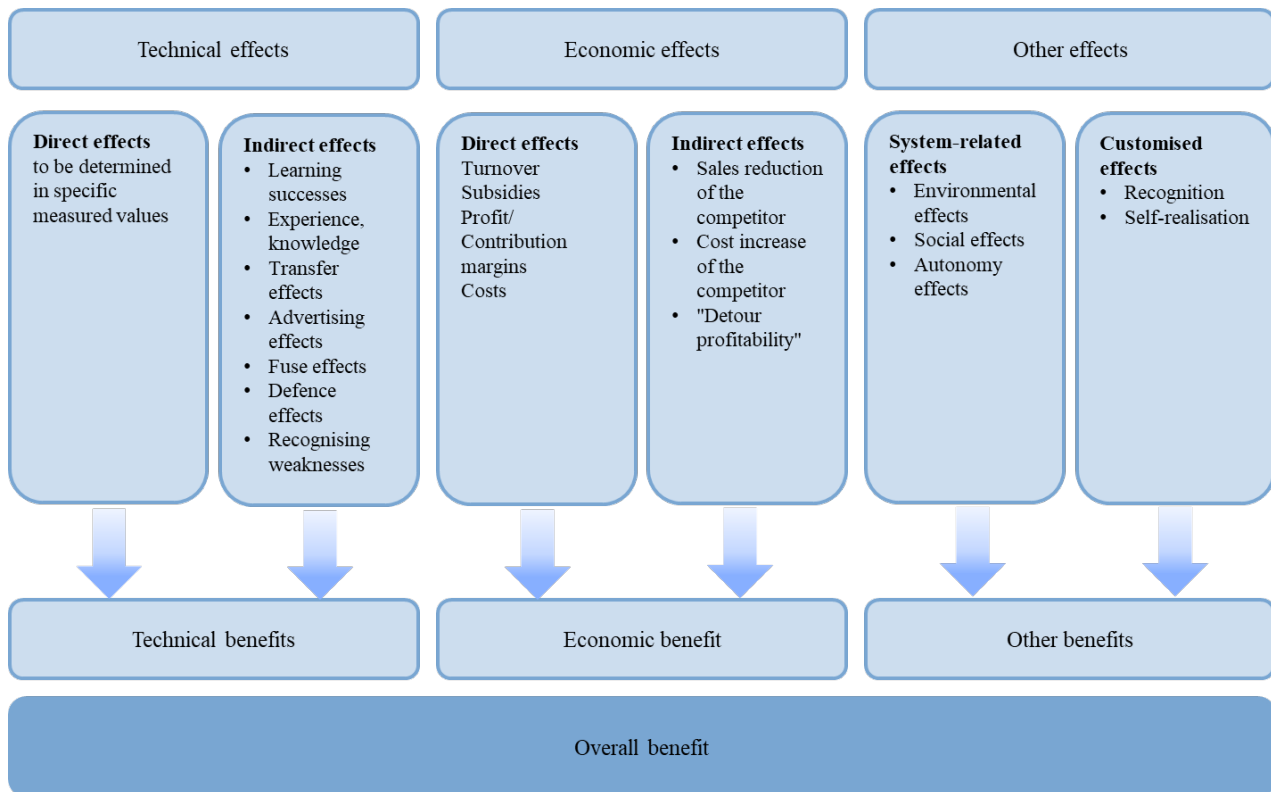 Technical effects
Economic effects
Other effects
Direct effects
to be determined
in specific
measured values
Indirect effects
• Learning
successes
• Experience,
knowledge
• Transfer
effects
• Advertising
effects
• Fuse effects
• Defence
effects
• Recognising
weaknesses
Direct effects
Turnover
Subsidies
Profit/
Contribution
margins
Costs
Indirect effects
• Sales reduction
of the
competitor
• Cost increase
of the
competitor
• "Detour
profitability"
System-related
effects
• Environmental
effects
• Social effects
• Autonomy
effects
Customised
effects
• Recognition
• Self-realisation
Technical benefits
Economic benefit
Other benefits
Overall benefit